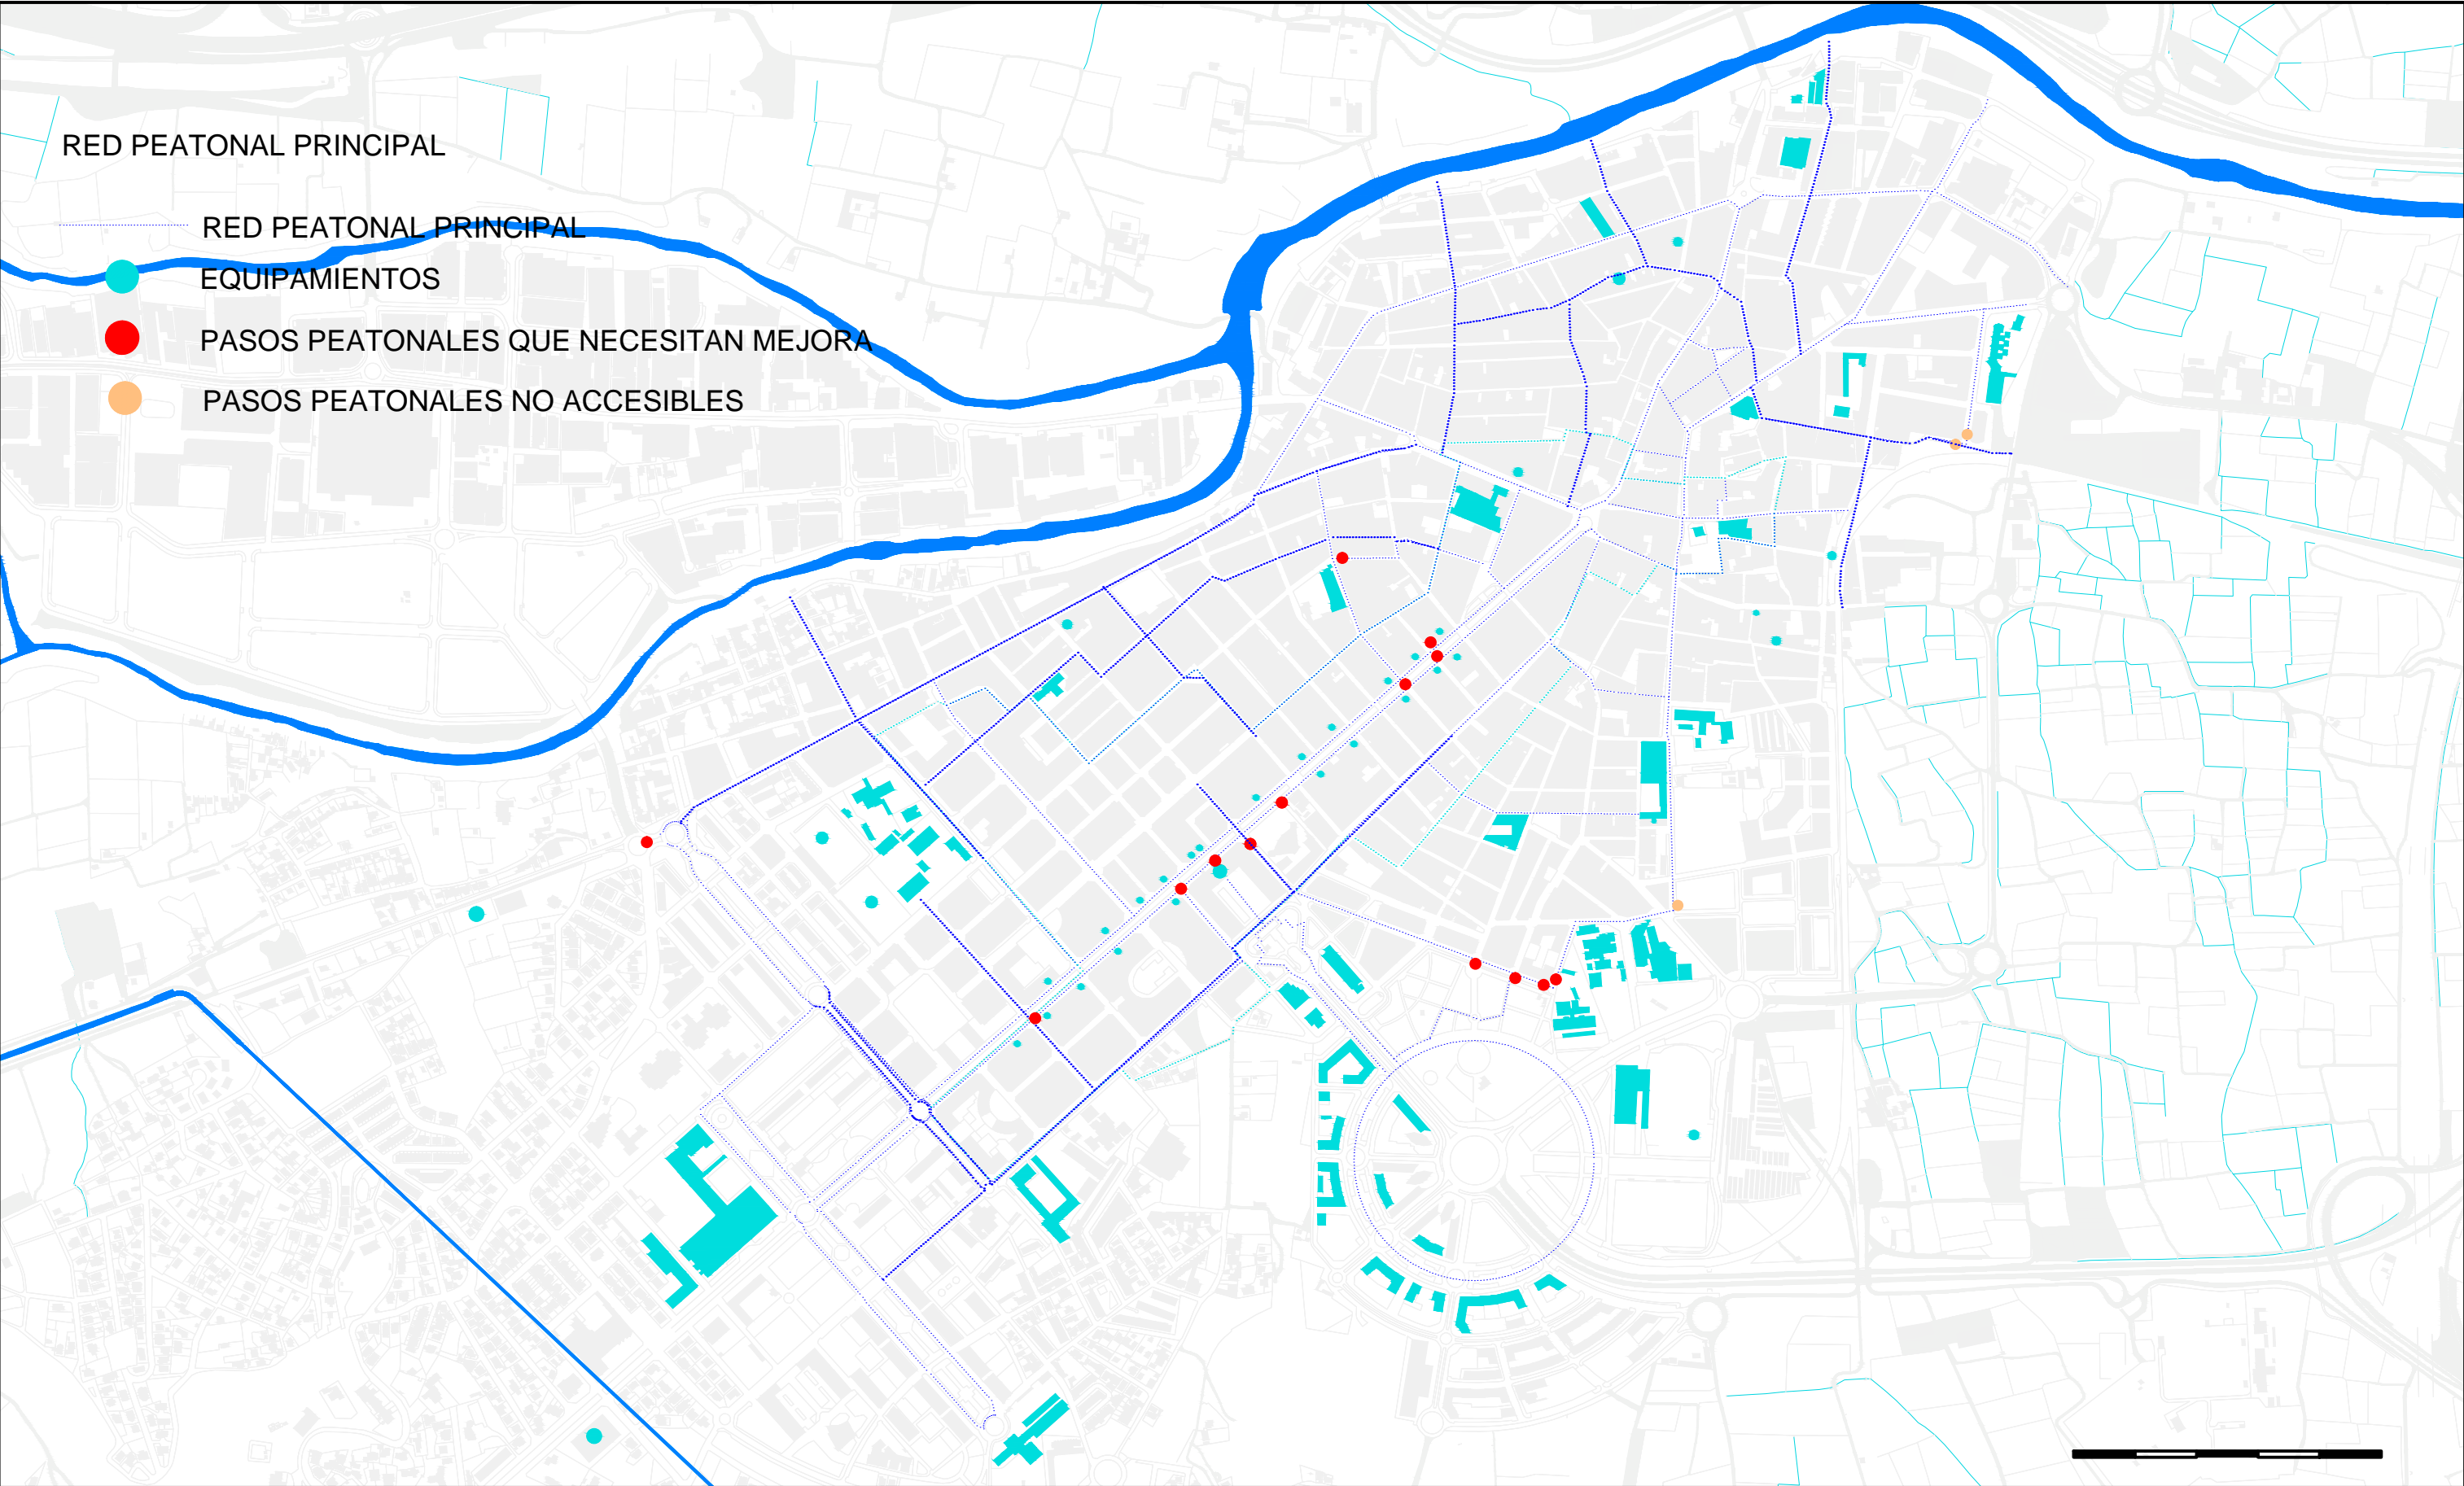 RED PEATONAL PRINCIPAL
RED PEATONAL PRINCIPAL
EQUIPAMIENTOS
PASOS PEATONALES QUE NECESITAN MEJORA
PASOS PEATONALES NO ACCESIBLES